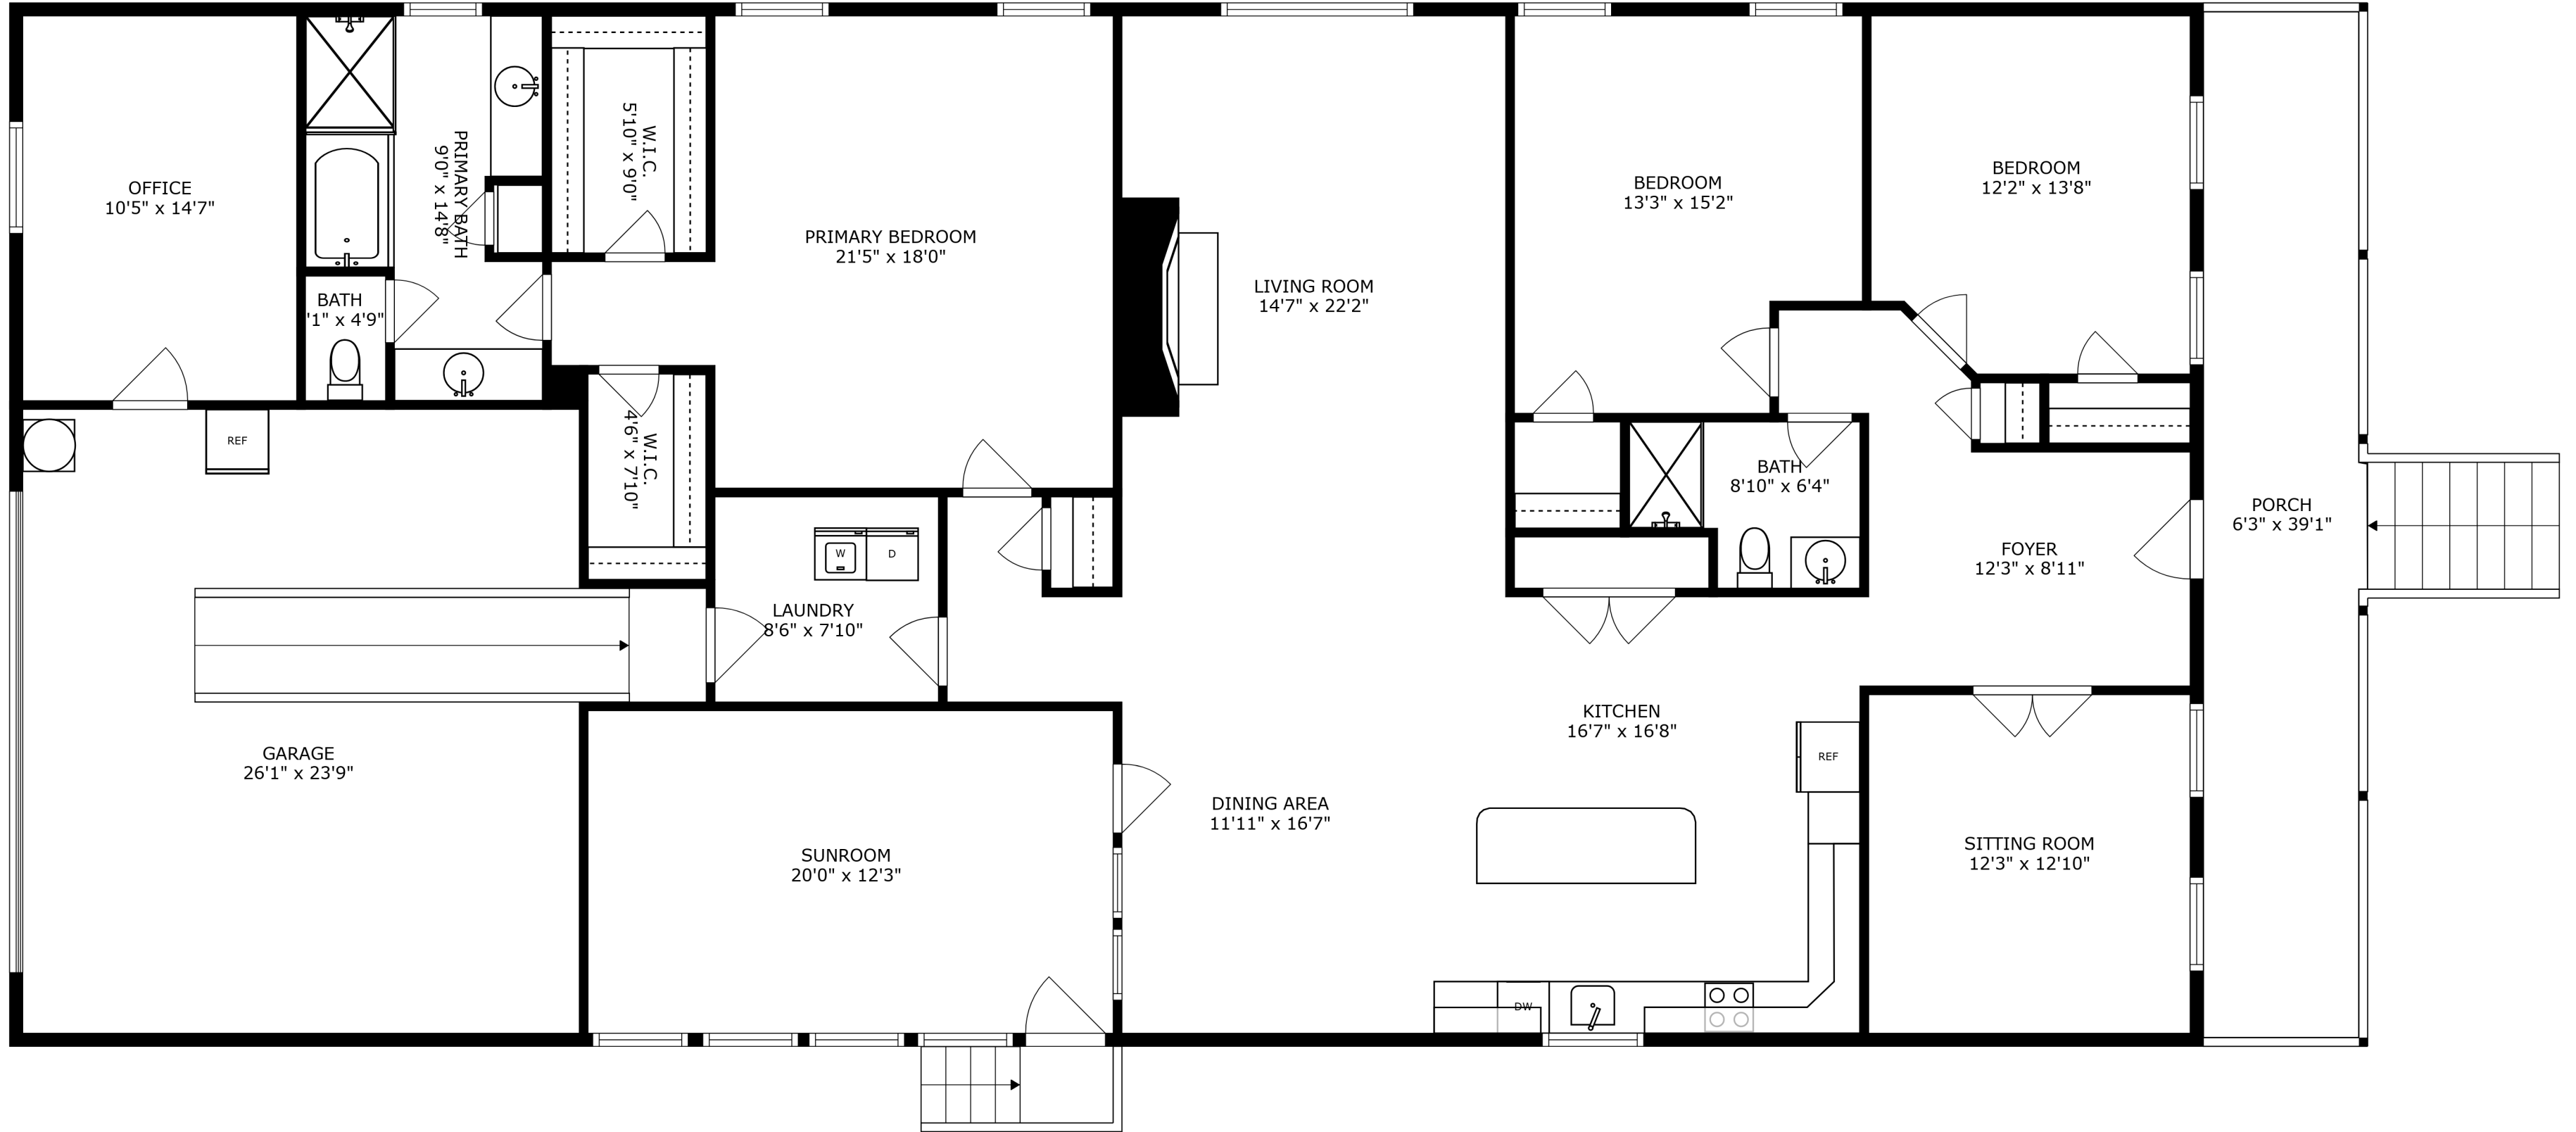 OFFICE
10'5" x 14'7"
PRIMARY BATH
9'0" x 14'8"
W.I.C.
5'10" x 9'0"
BATH
'1" x 4'9"
PRIMARY BEDROOM
21'5" x 18'0"
LIVING ROOM
14'7" x 22'2"
BEDROOM
13'3" x 15'2"
BEDROOM
12'2" x 13'8"
REF
W.I.C.
4'6" x 7'10"
BATH
8'10" x 6'4"
PORCH
6'3" x 39'1"
FOYER
12'3" x 8'11"
W
D
LAUNDRY
8'6" x 7'10"
GARAGE
26'1" x 23'9"
KITCHEN
16'7" x 16'8"
REF
DINING AREA
11'11" x 16'7"
SUNROOM
20'0" x 12'3"
SITTING ROOM
12'3" x 12'10"
DW